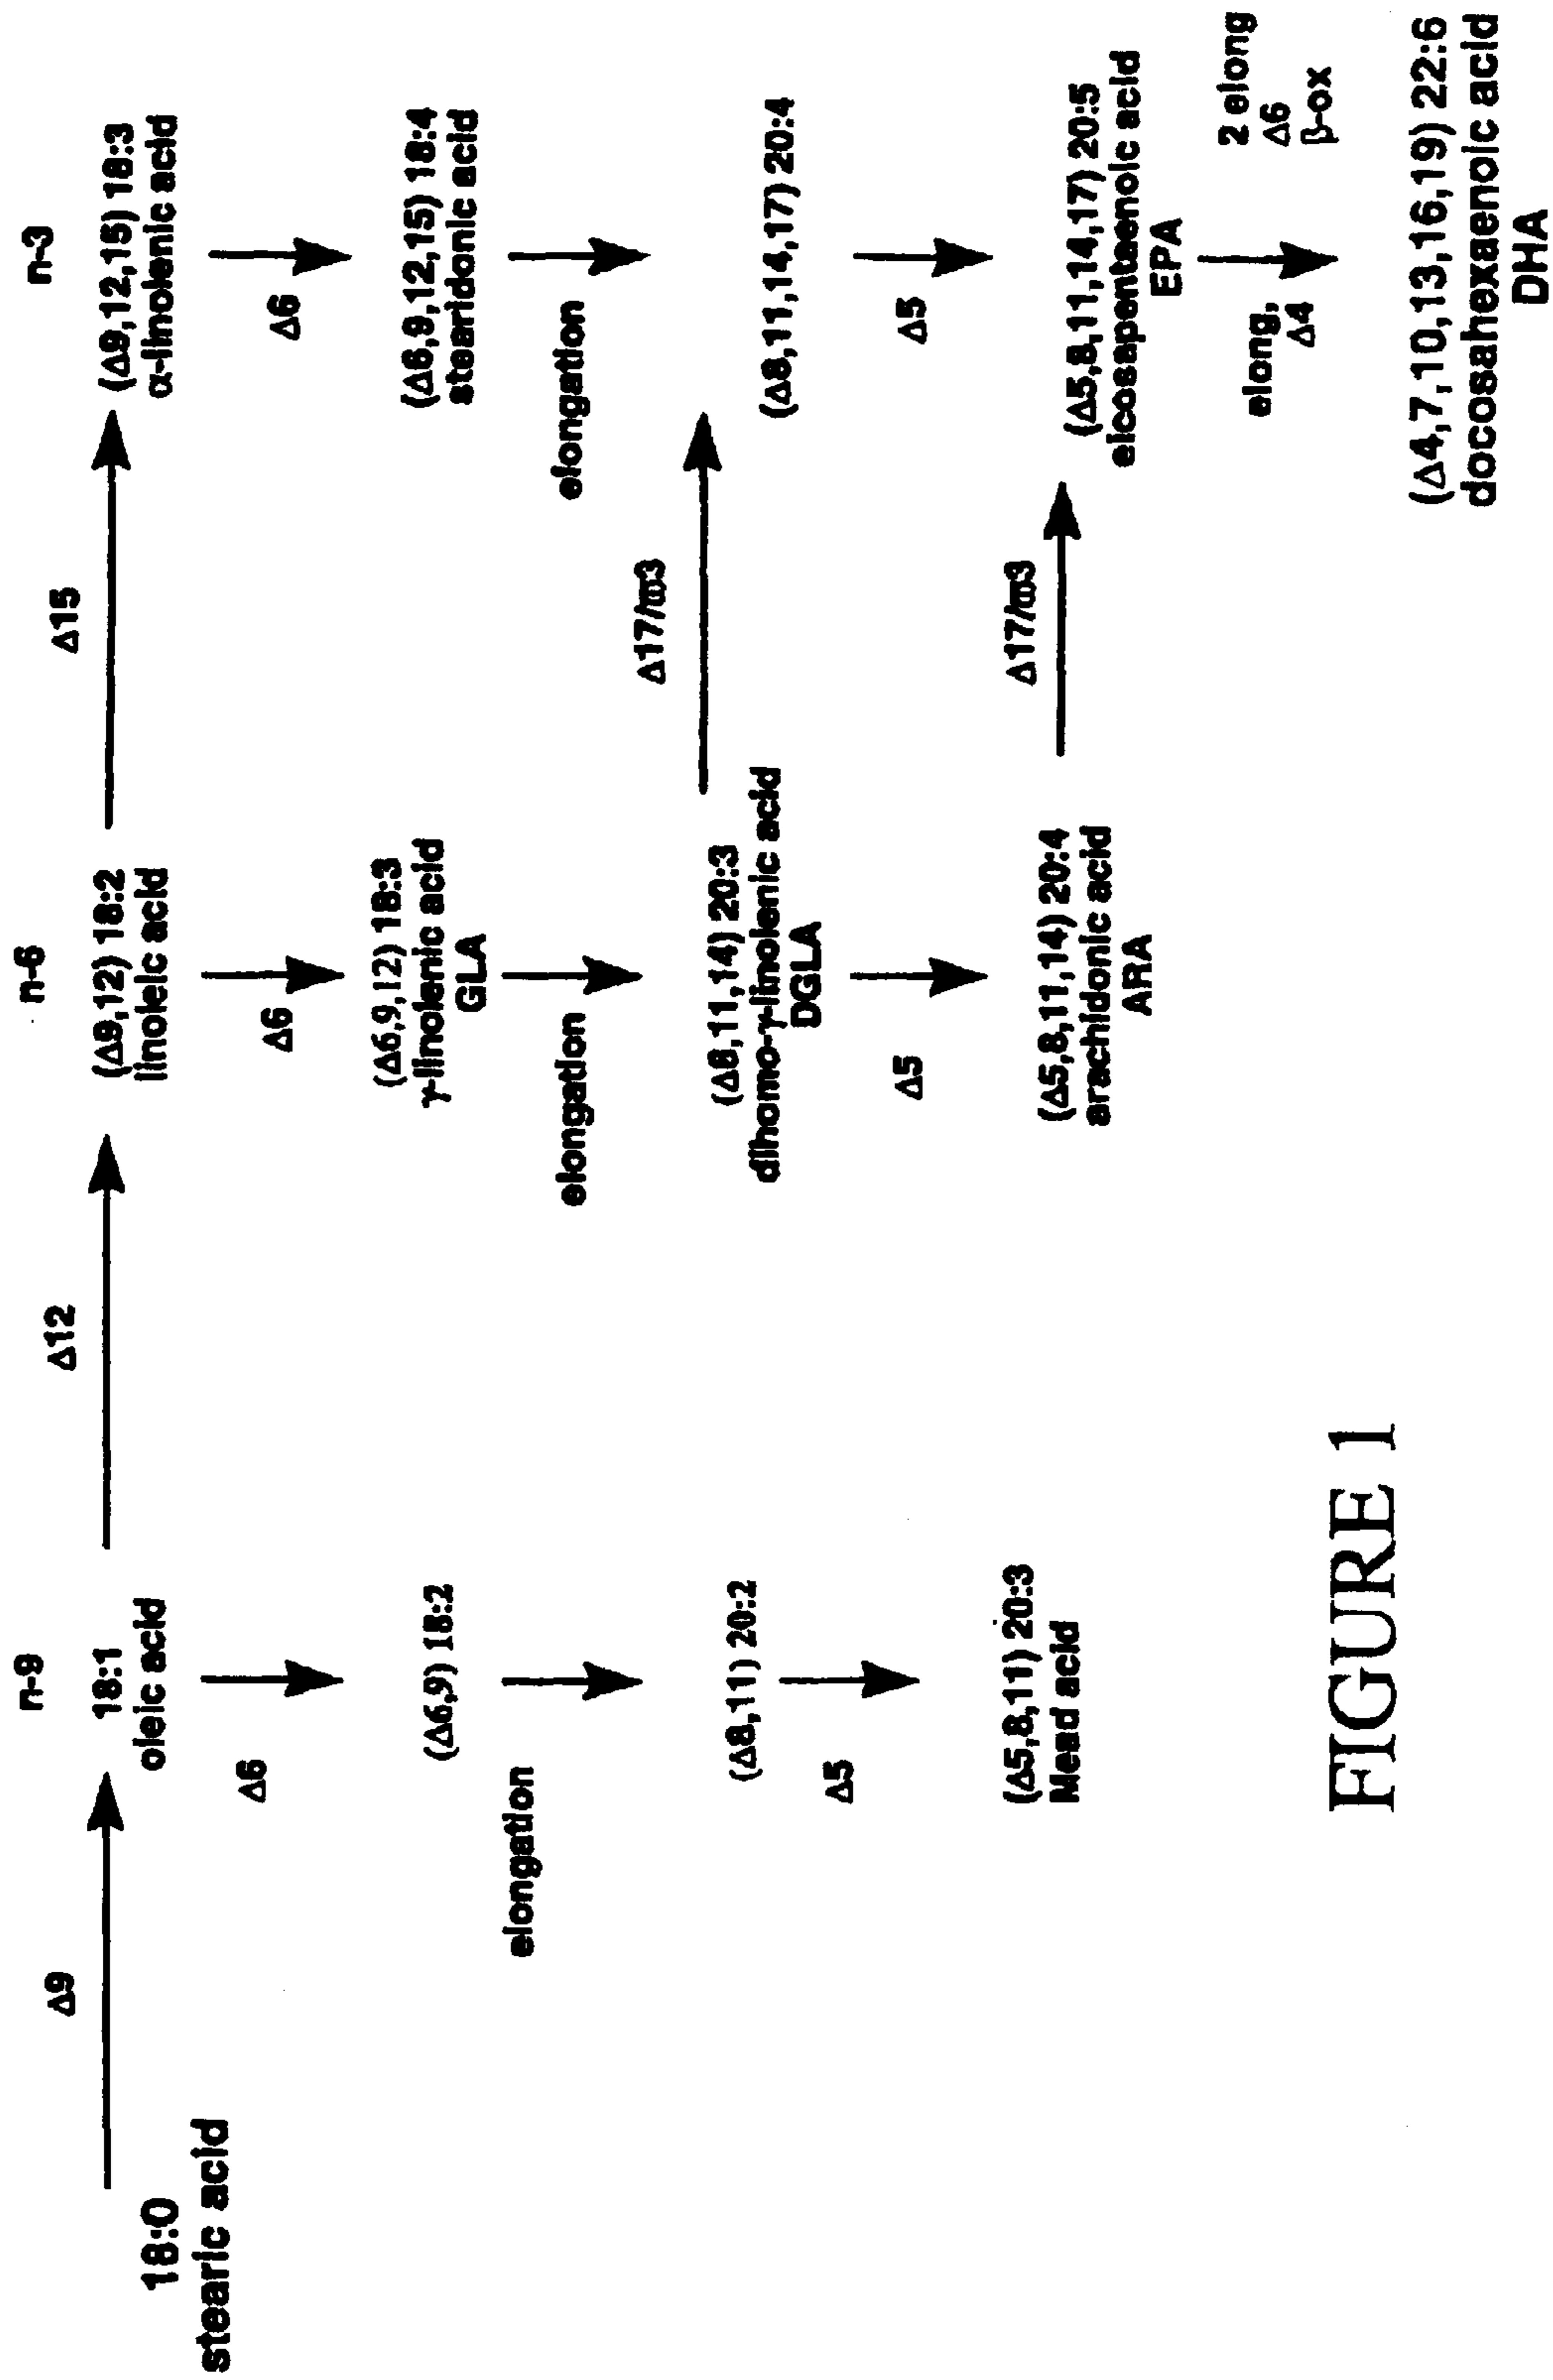 n-9
n-6
n-3
Δ9
Δ12
Δ15
18:0
stearic acid
18:1
oleic acid
(Δ9,12) 18:2
linoleic acid
(Δ9,12,15) 18:3
α-linolenic acid
Δ6
Δ6
Δ6
(Δ6,9) 18:2
(Δ6,9,12) 18:3
γ-linolenic acid
GLA
(Δ6,9,12,15) 18:4
stearidonic acid
elongation
elongation
elongation
Δ17/ω3
(Δ8,11) 20:2
(Δ8,11,14) 20:3
dihomo-γ-linolenic acid
DGLA
(Δ8,11,14,17) 20:4
Δ5
Δ5
Δ5
Δ17/ω3
(Δ5,8,11) 20:3
Mead acid
(Δ5,8,11,14) 20:4
arachidonic acid
ARA
(Δ5,8,11,14,17) 20:5
eicosapentaenoic acid
EPA
elong,
Δ4
2 elong
Δ6
β-ox
(Δ4,7,10,13,16,19) 22:6
docosahexaenoic acid
DHA
FIGURE 1